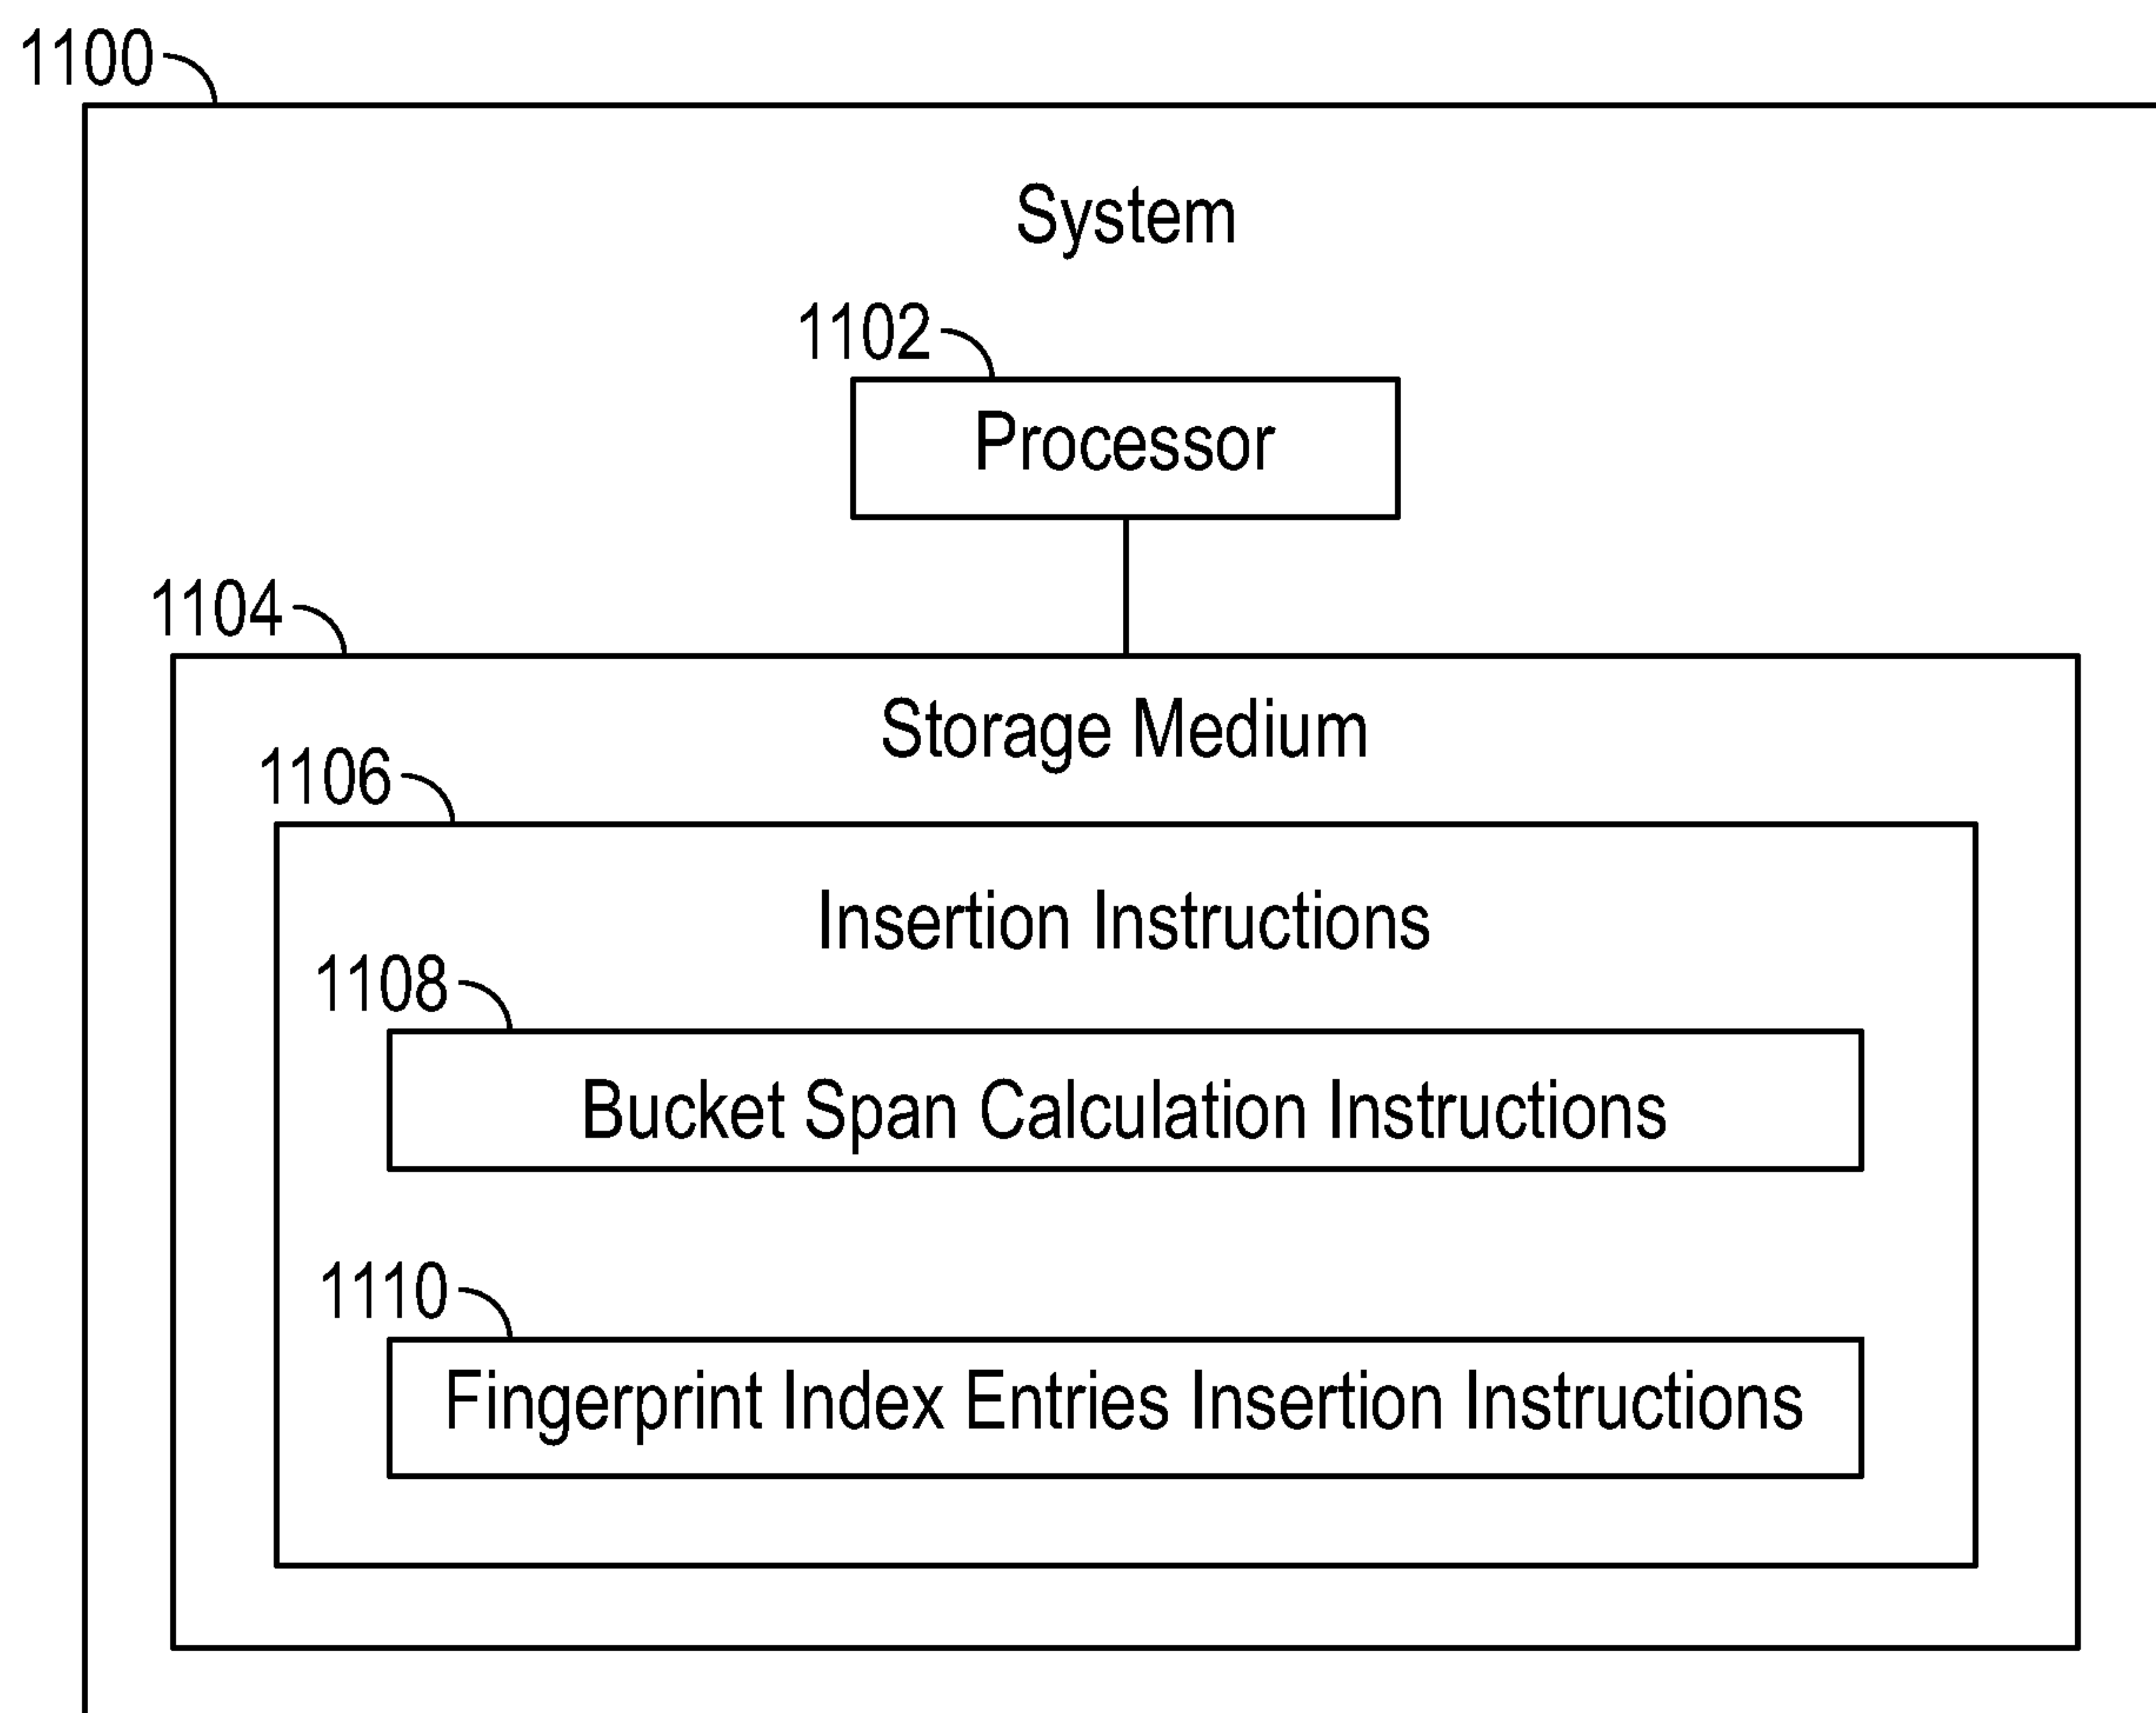 1100
System
1102
Processor
1104
Storage Medium
1106
Insertion Instructions
1108
Bucket Span Calculation Instructions
1110
Fingerprint Index Entries Insertion Instructions